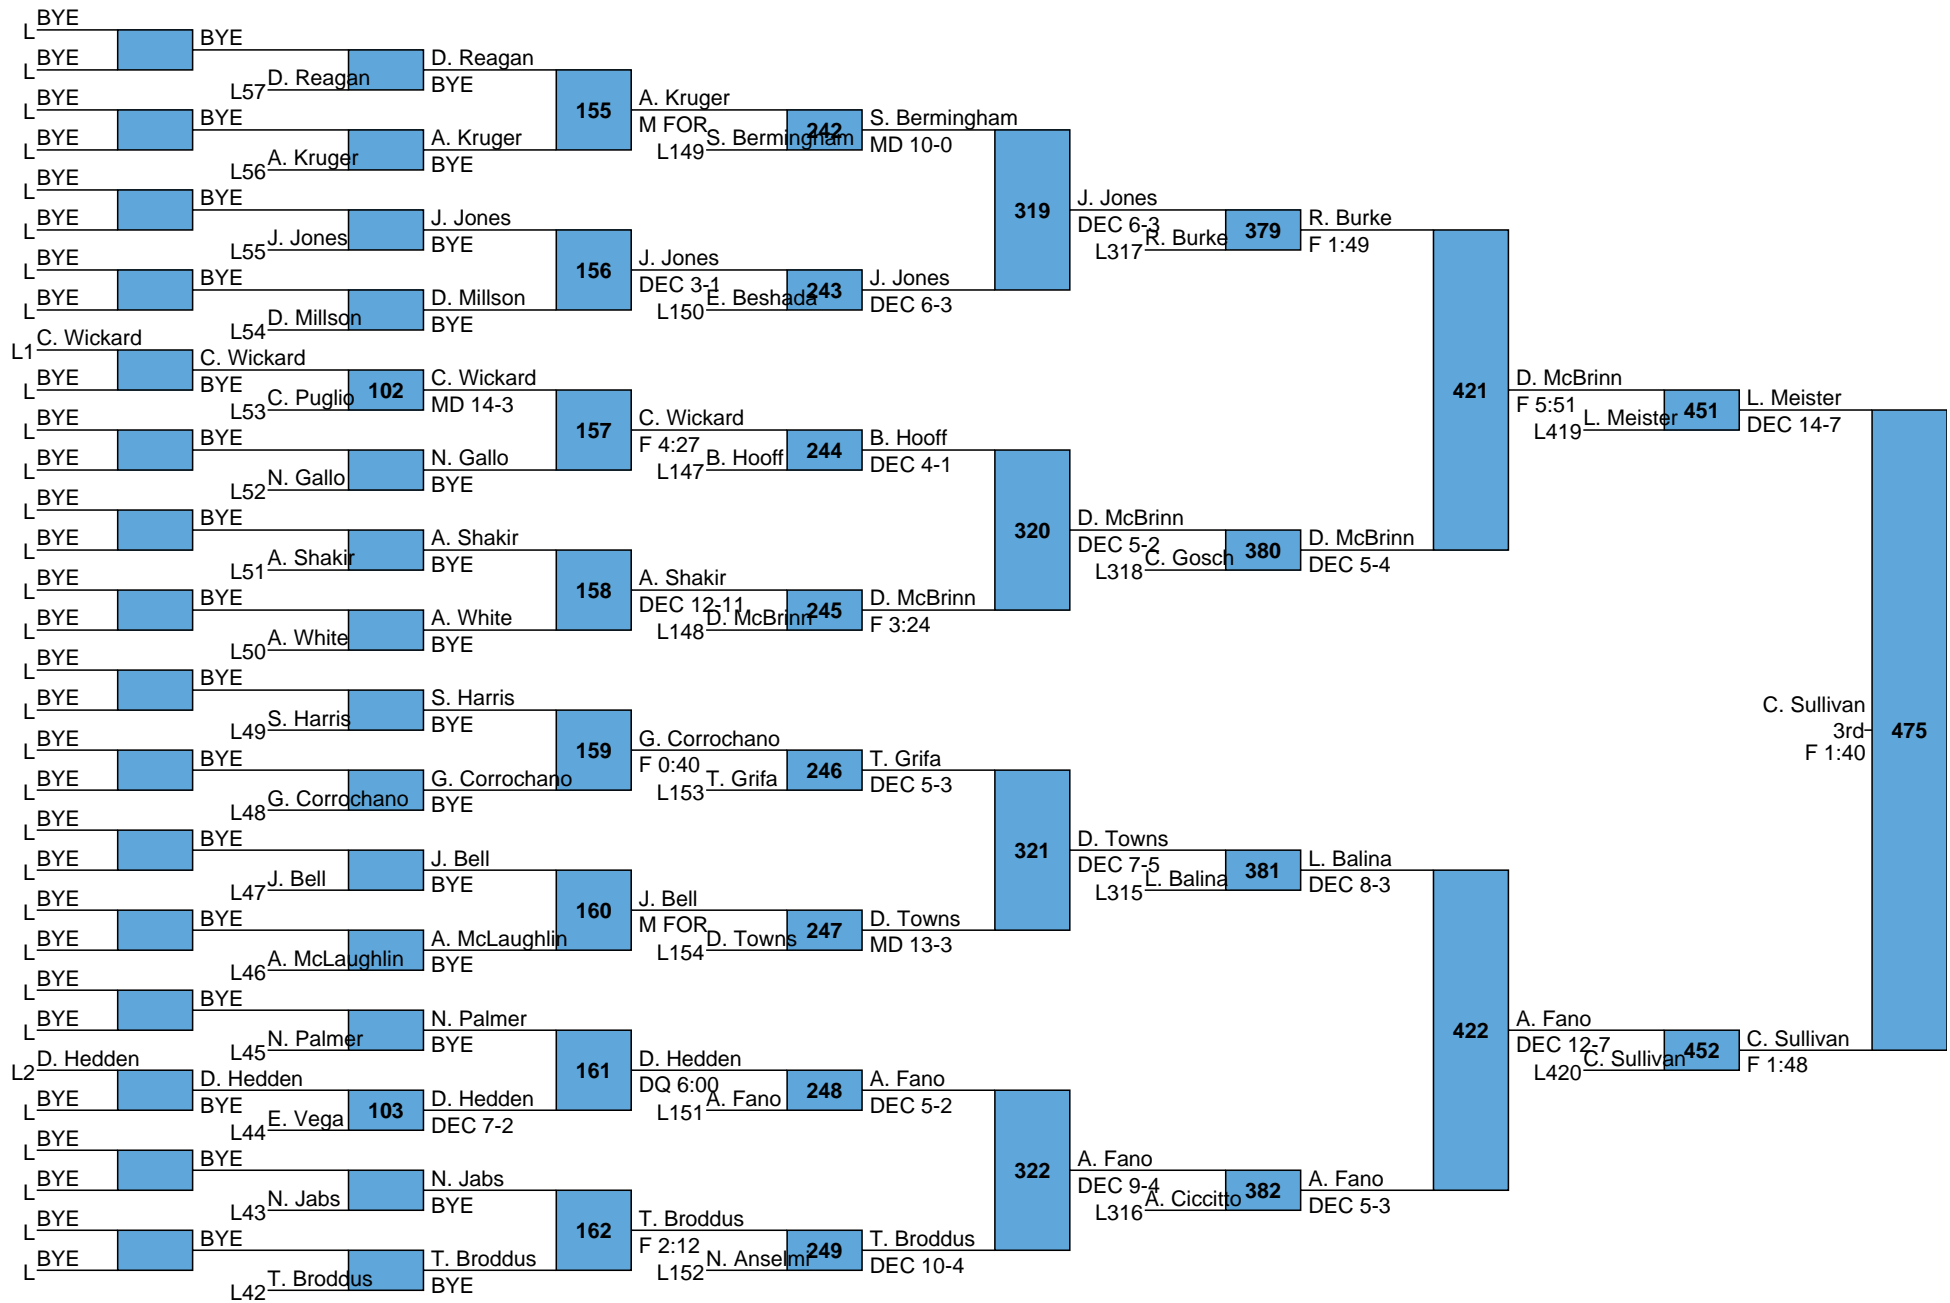 BYE
L
BYE
BYE
L
D. Reagan
L57
D. Reagan
BYE
BYE
L
BYE
BYE
L
A. Kruger
L56
A. Kruger
BYE
155
A. Kruger
M FOR
S. Bermingham
L149
242
S. Bermingham
MD 10-0
BYE
L
BYE
BYE
L
J. Jones
L55
J. Jones
BYE
BYE
L
BYE
BYE
L
D. Millson
L54
D. Millson
BYE
156
J. Jones
DEC 3-1
E. Beshada
L150
243
J. Jones
DEC 6-3
319
J. Jones
DEC 6-3
R. Burke
L317
379
R. Burke
F 1:49
C. Wickard
L1
C. Wickard
BYE
BYE
L
C. Puglio
L53
102
C. Wickard
MD 14-3
BYE
L
BYE
BYE
L
N. Gallo
L52
N. Gallo
BYE
157
C. Wickard
F 4:27
B. Hooff
L147
244
B. Hooff
DEC 4-1
BYE
L
BYE
BYE
L
A. Shakir
L51
A. Shakir
BYE
BYE
L
BYE
BYE
L
A. White
L50
A. White
BYE
158
A. Shakir
DEC 12-11
D. McBrinn
L148
245
D. McBrinn
F 3:24
320
D. McBrinn
DEC 5-2
C. Gosch
L318
380
D. McBrinn
DEC 5-4
421
D. McBrinn
F 5:51
L. Meister
L419
451
L. Meister
DEC 14-7
BYE
L
BYE
BYE
L
S. Harris
L49
S. Harris
BYE
BYE
L
BYE
BYE
L
G. Corrochano
L48
G. Corrochano
BYE
159
G. Corrochano
F 0:40
T. Grifa
L153
246
T. Grifa
DEC 5-3
BYE
L
BYE
BYE
L
J. Bell
L47
J. Bell
BYE
BYE
L
BYE
BYE
L
A. McLaughlin
L46
A. McLaughlin
BYE
160
J. Bell
M FOR
D. Towns
L154
247
D. Towns
MD 13-3
321
D. Towns
DEC 7-5
L. Balina
L315
381
L. Balina
DEC 8-3
BYE
L
BYE
BYE
L
N. Palmer
L45
N. Palmer
BYE
D. Hedden
L2
D. Hedden
BYE
BYE
L
E. Vega
L44
103
D. Hedden
DEC 7-2
161
D. Hedden
DQ 6:00
A. Fano
L151
248
A. Fano
DEC 5-2
BYE
L
BYE
BYE
L
N. Jabs
L43
N. Jabs
BYE
BYE
L
BYE
BYE
L
T. Broddus
L42
T. Broddus
BYE
162
T. Broddus
F 2:12
N. Anselmi
L152
249
T. Broddus
DEC 10-4
322
A. Fano
DEC 9-4
A. Ciccitto
L316
382
A. Fano
DEC 5-3
422
A. Fano
DEC 12-7
C. Sullivan
L420
452
C. Sullivan
F 1:48
C. Sullivan
3rd
F 1:40
475